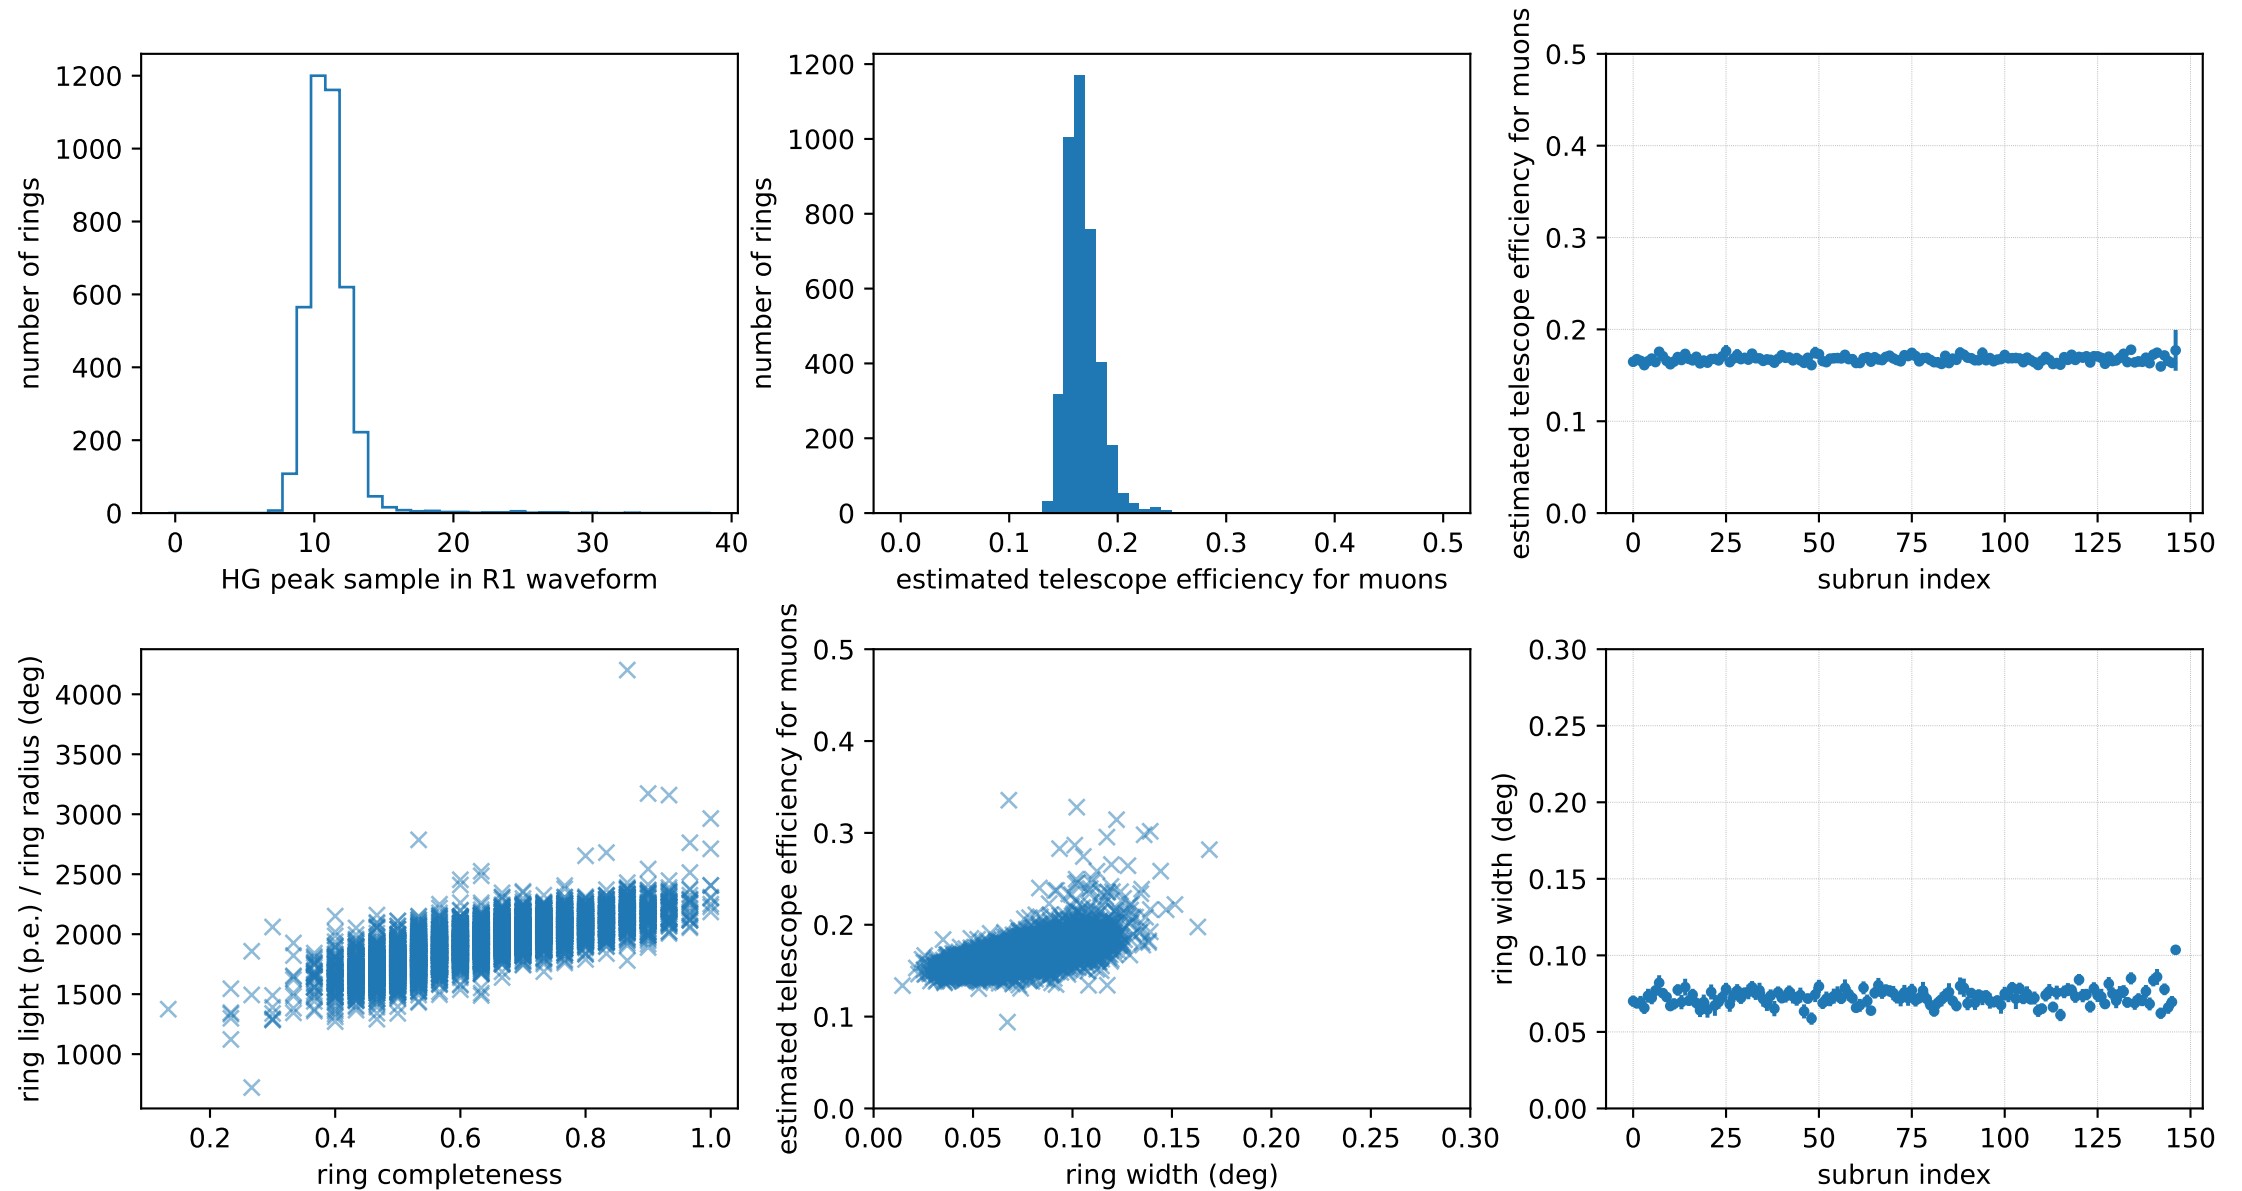 number of rings
1200
1000
800
600
400
200
0
0 10 20 30 40
HG peak sample in R1 waveform
number of rings
1200
1000
800
600
400
200
0
0.0 0.1 0.2 0.3 0.4 0.5
estimated telescope efficiency for muons
estimated telescope efficiency for muons
0.5
0.4
0.3
0.2
0.1
0.0
0 25 50 75 100 125 150
subrun index
ring light (p.e.) / ring radius (deg)
4000
3500
3000
2500
2000
1500
1000
0.2 0.4 0.6 0.8 1.0
ring completeness
estimated telescope efficiency for muons
0.5
0.4
0.3
0.2
0.1
0.0
0.00 0.05 0.10 0.15 0.20 0.25 0.30
ring width (deg)
ring width (deg)
0.30
0.25
0.20
0.15
0.10
0.05
0.00
0 25 50 75 100 125 150
subrun index